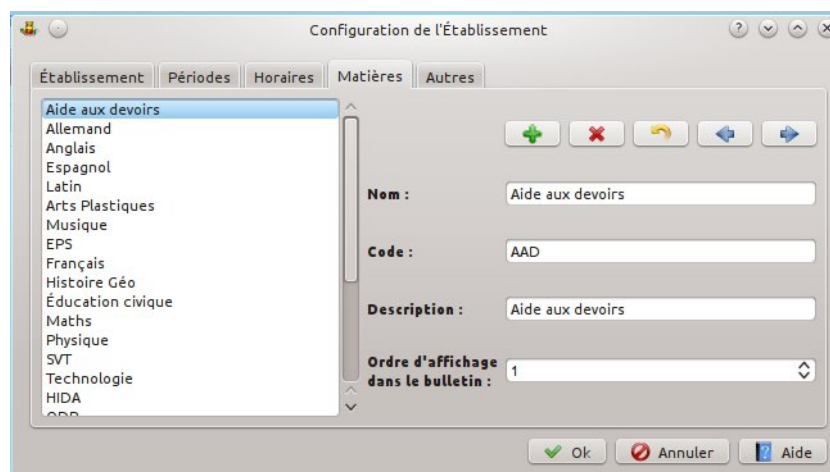 Configuration de l'Établissement
Établissement Périodes Horaires Matières Autres
Aide aux devoirs
Allemand
Anglais
Espagnol
Latin
Arts Plastiques
Musique
EPS
Français
Histoire Géo
Éducation civique
Maths
Physique
SVT
Technologie
HIDA
Nom : Aide aux devoirs
Code : AAD
Description : Aide aux devoirs
Ordre d'affichage
dans le bulletin : 1
Ok Annuler Aide